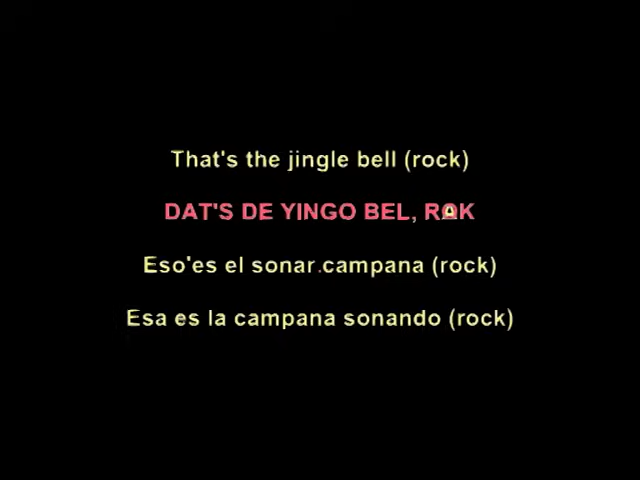 That's the jingle bell (rock)
DAT'S DE YINGO BEL, ROK
Eso'es el sonar campana (rock)
Esa es la campana sonando (rock)